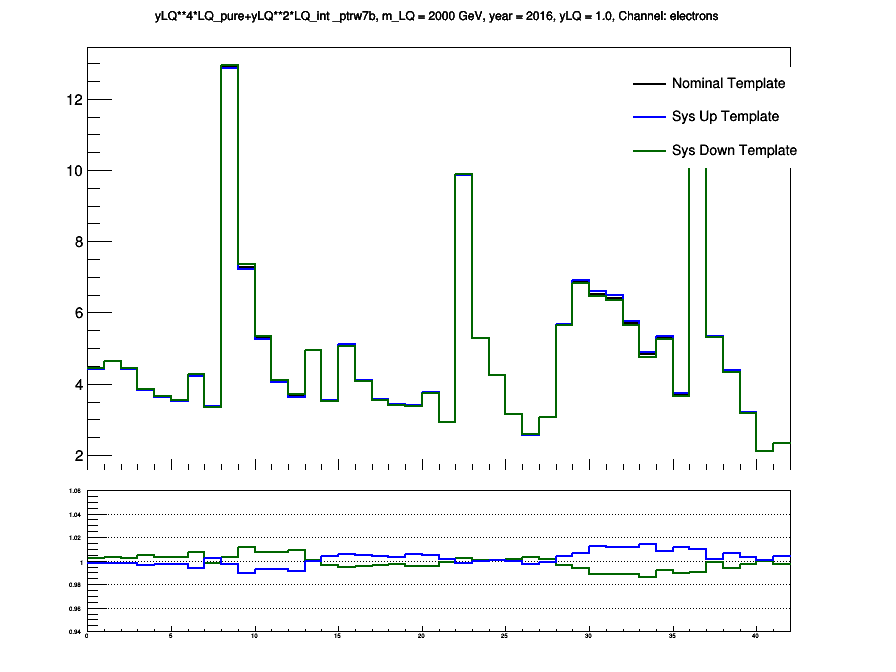 yLQ**4*LQ_pure+yLQ**2*LQ_int _ptrw7b, m_LQ = 2000 GeV, year = 2016, yLQ = 1.0, Channel: electrons
Nominal Template
Sys Up Template
Sys Down Template
12
10
8
6
4
2
1.06
1.04
1.02
1
0.98
0.96
0.94
0 5 10 15 20 25 30 35 40